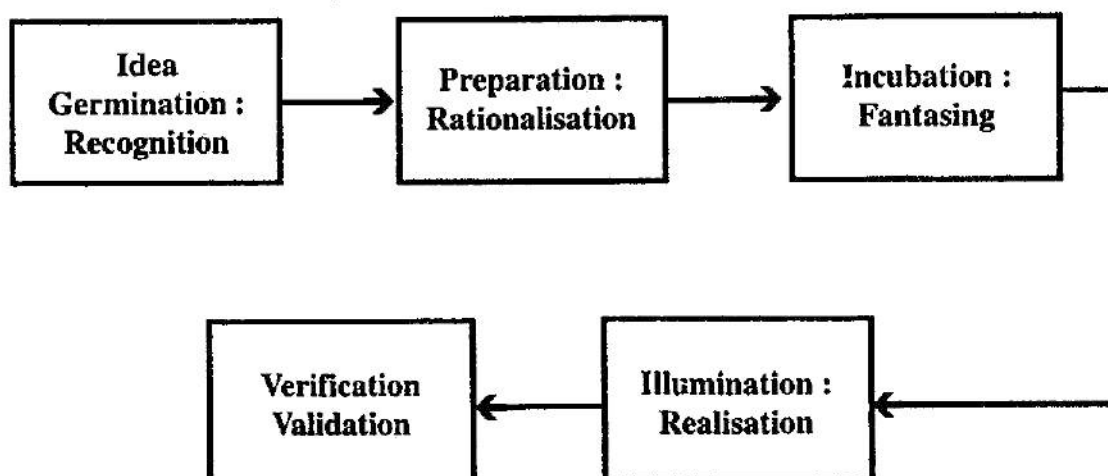 Idea
Germination :
Recognition
Preparation :
Rationalisation
Incubation :
Fantasing
Illumination :
Realisation
Verification
Validation